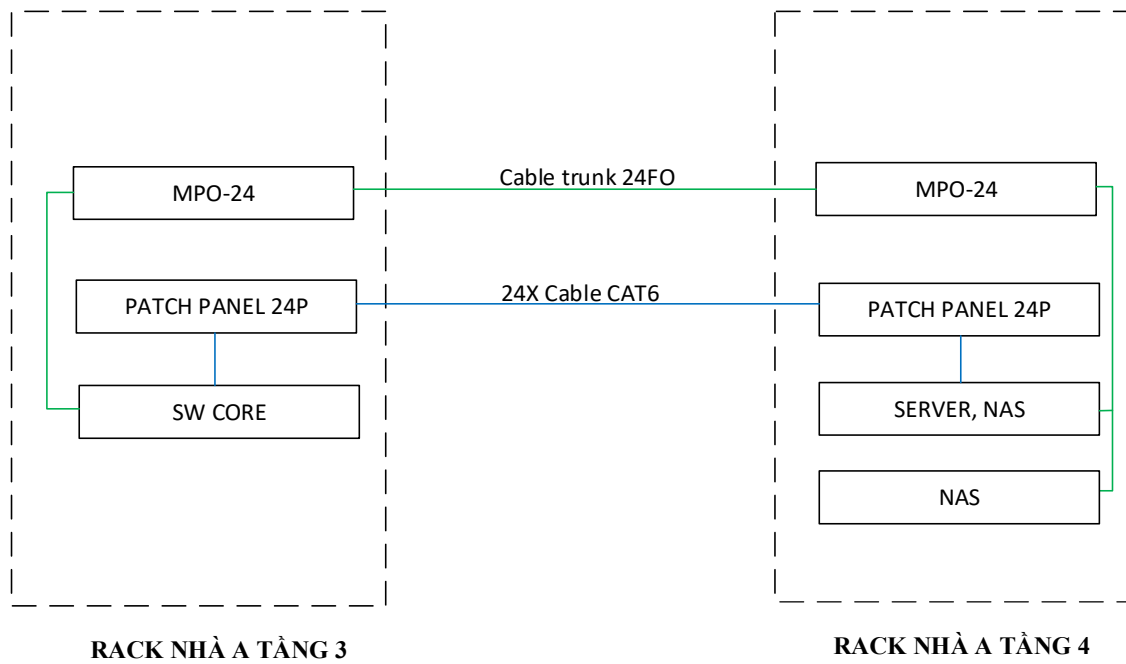 MPO-24
Cable trunk 24FO
MPO-24
PATCH PANEL 24P
24X Cable CAT6
PATCH PANEL 24P
SW CORE
SERVER, NAS
NAS
RACK NHÀ A TẦNG 3
RACK NHÀ A TẦNG 4